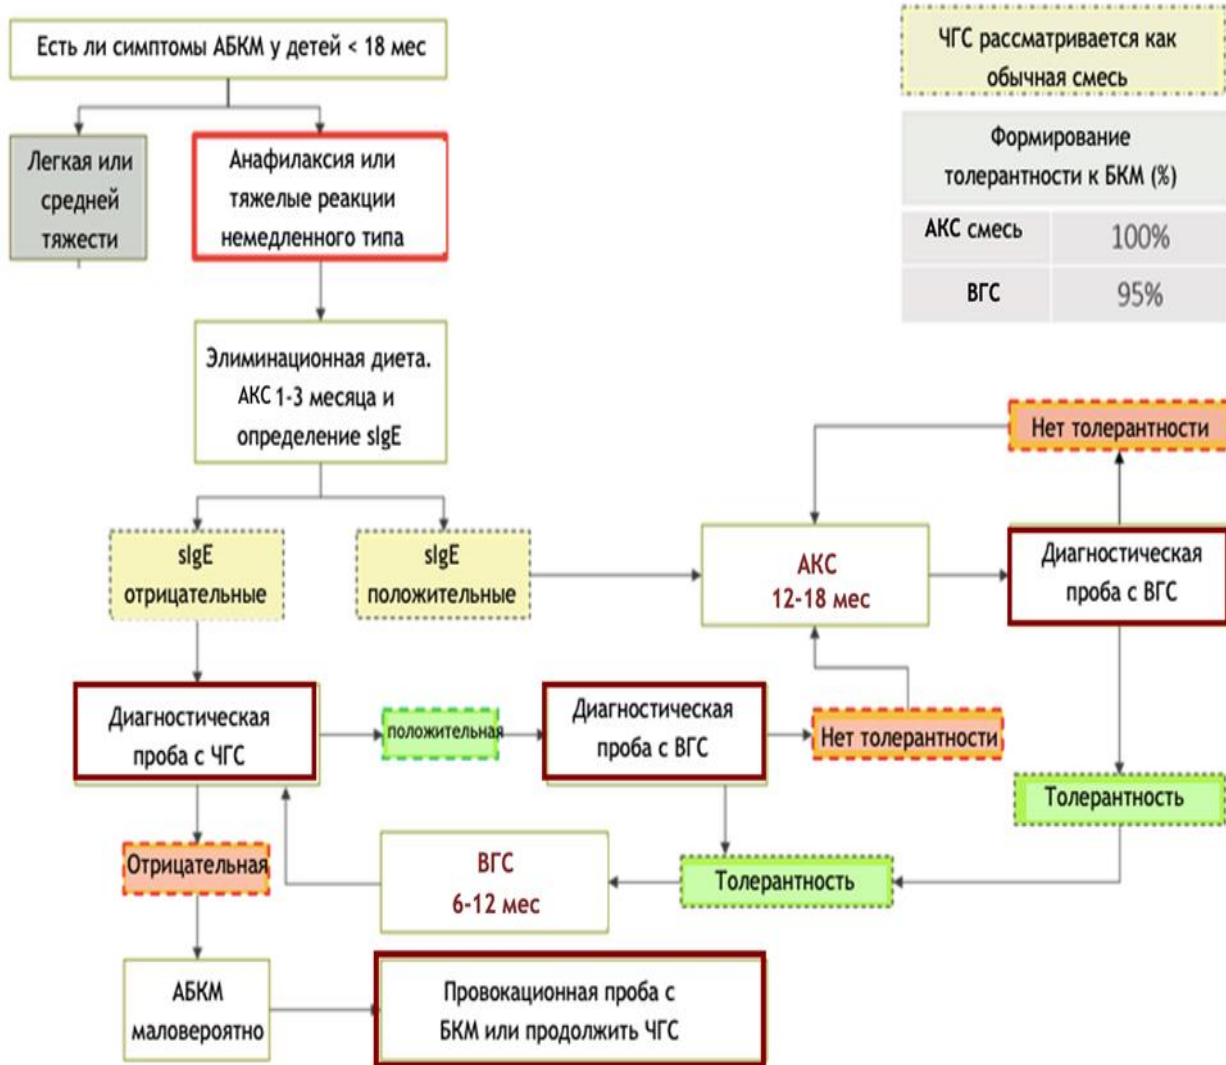 Есть ли симптомы АБКМ у детей < 18 мес
ЧГС рассматривается как
обычная смесь
Легкая или
средней
тяжести
Анафилаксия или
тяжелые реакции
немедленного типа
Формирование
толерантности к БКМ (%)
АКС смесь
100%
ВГС
95%
Элиминационная диета.
АКС 1-3 месяца и
определение sIgE
Нет толерантности
sIgE
отрицательные
sIgE
положительные
АКС
12-18 мес
Диагностическая
проба с ВГС
Диагностическая
проба с ЧГС
положительная
Диагностическая
проба с ВГС
Нет толерантности
Толерантность
Отрицательная
ВГС
6-12 мес
Толерантность
АБКМ
маловероятно
Провокационная проба с
БКМ или продолжить ЧГС